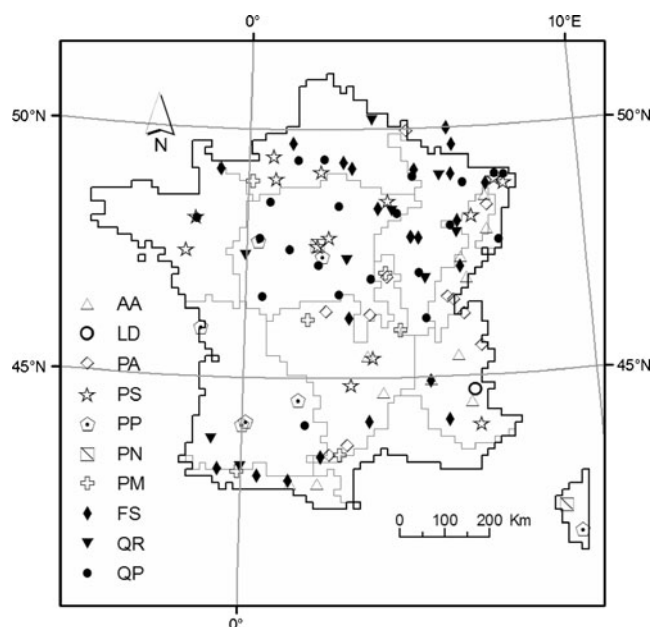 0° 10°E
50°N 50°N
N
AA
LD
PA
PS
PP
PN
PM
FS
QR
QP
45°N 45°N
0 100 200 Km
0°